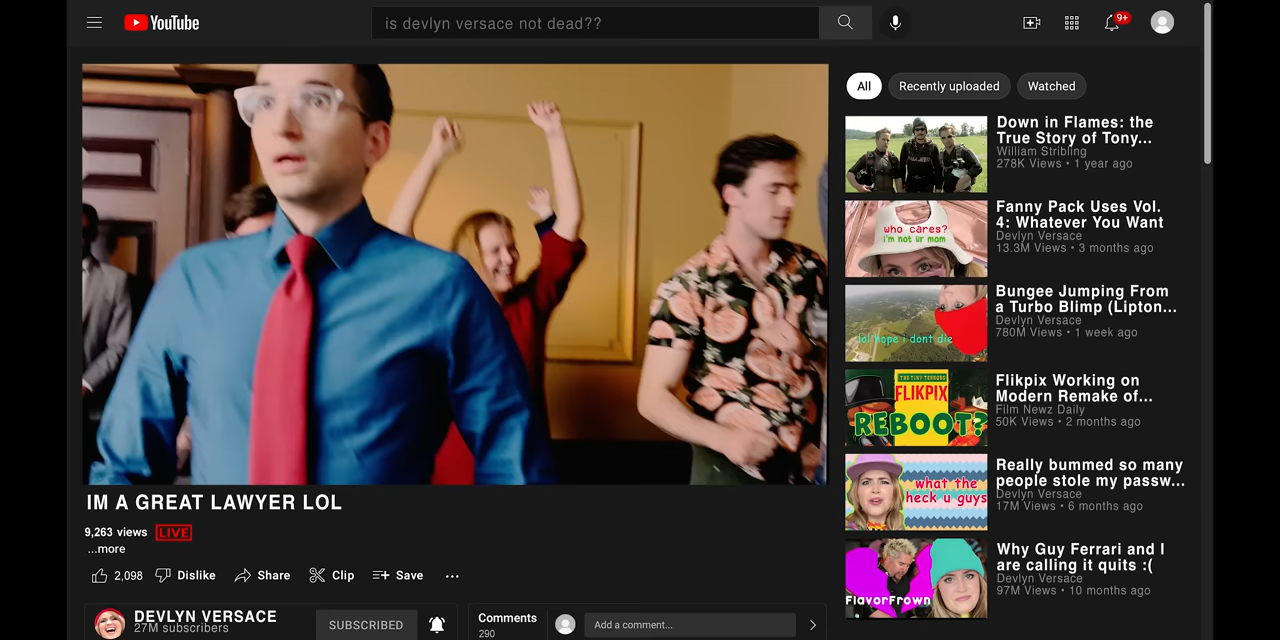 YouTube
is devlyn versace not dead??
9+
IM A GREAT LAWYER LOL
9,263 views LIVE
...more
2,098 Dislike Share Clip Save ...
DEVLYN VERSACE
27M subscribers
SUBSCRIBED
Comments
290
Add a comment...
All Recently uploaded Watched
Down in Flames: the
True Story of Tony...
William Stribling
278K Views • 1 year ago
who cares?
i'm not ur mom
Fanny Pack Uses Vol.
4: Whatever You Want
Devlyn Versace
13.3M Views • 3 months ago
lol hope i dont die
Bungee Jumping From
a Turbo Blimp (Lipton...
Devlyn Versace
780M Views • 1 week ago
THE TINY TERRORS
FLIKPIX
REBOOT?
Flikpix Working on
Modern Remake of...
Film Newz Daily
50K Views • 2 months ago
what the
heck u guys
Really bummed so many
people stole my passw...
Devlyn Versace
17M Views • 6 months ago
FlavorFrown
Why Guy Ferrari and I
are calling it quits :(
Devlyn Versace
97M Views • 10 months ago